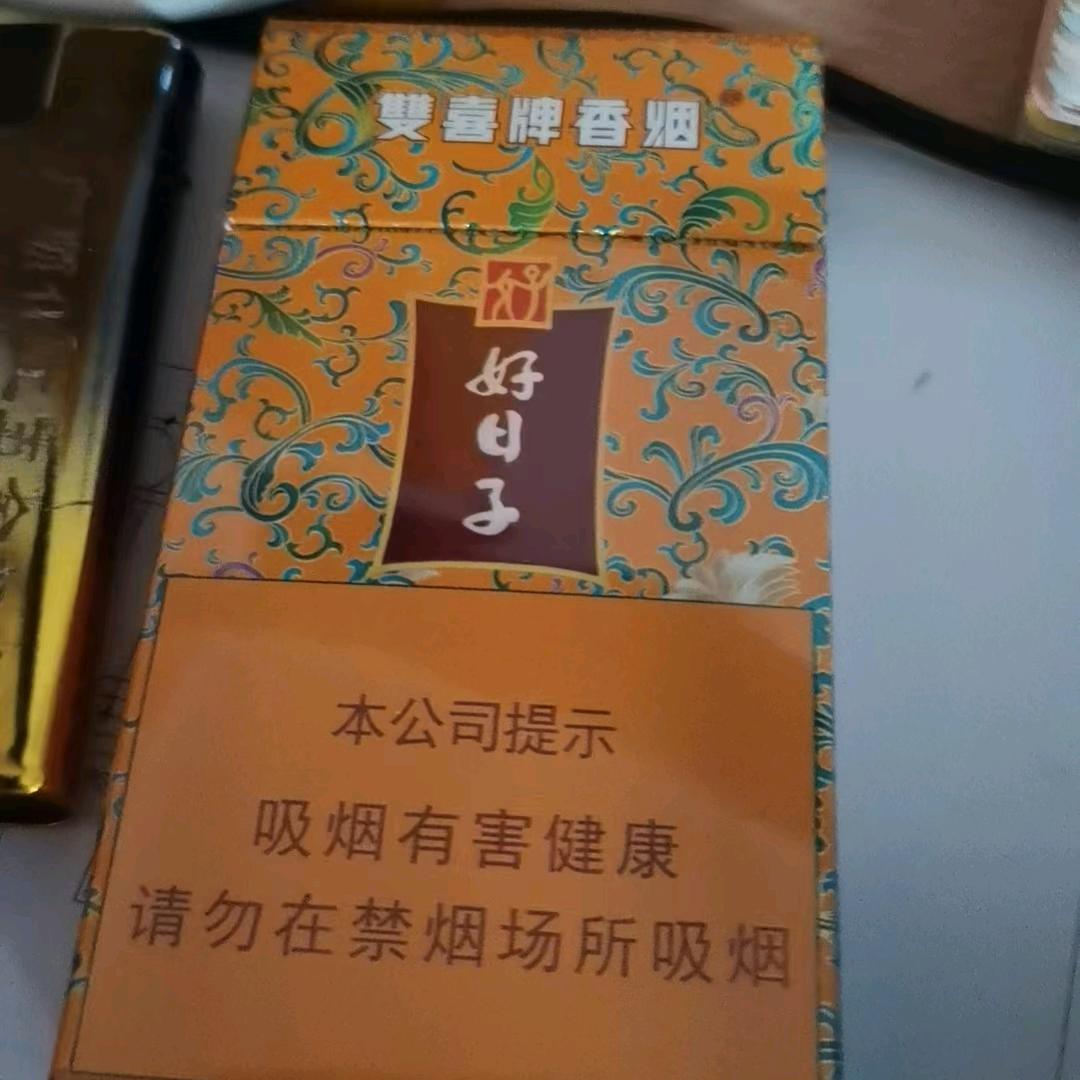 雙喜牌香烟
好
好日子
本公司提示
吸烟有害健康
请勿在禁烟场所吸烟